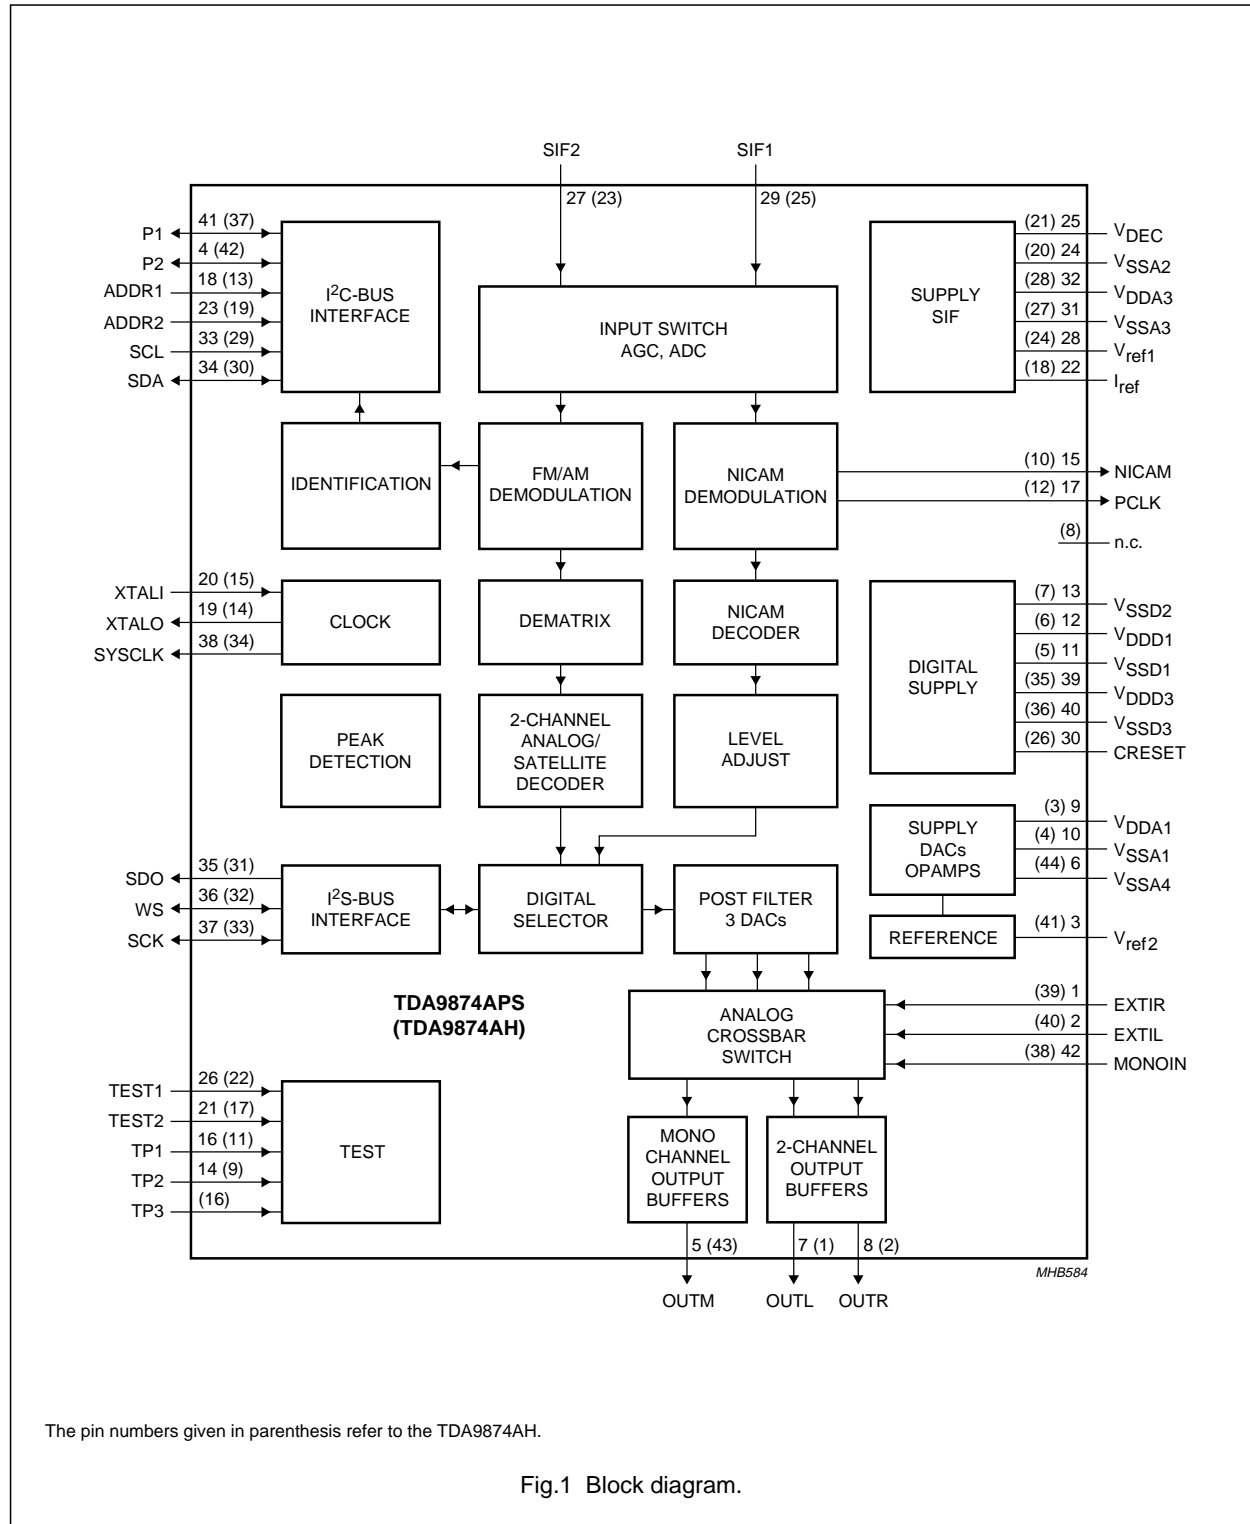 SIF2
SIF1
27 (23)
29 (25)
P1
41 (37)
P2
4 (42)
ADDR1
18 (13)
ADDR2
23 (19)
SCL
33 (29)
SDA
34 (30)
I2C-BUS
INTERFACE
INPUT SWITCH
AGC, ADC
SUPPLY
SIF
(21) 25
VDEC
(20) 24
VSSA2
(28) 32
VDDA3
(27) 31
VSSA3
(24) 28
Vref1
(18) 22
Iref
IDENTIFICATION
FM/AM
DEMODULATION
NICAM
DEMODULATION
(10) 15
NICAM
(12) 17
PCLK
(8)
n.c.
XTALI
20 (15)
XTALO
19 (14)
SYSCLK
38 (34)
CLOCK
DEMATRIX
NICAM
DECODER
DIGITAL
SUPPLY
(7) 13
VSSD2
(6) 12
VDDD1
(5) 11
VSSD1
(35) 39
VDDD3
(36) 40
VSSD3
(26) 30
CRESET
PEAK
DETECTION
2-CHANNEL
ANALOG/
SATELLITE
DECODER
LEVEL
ADJUST
SUPPLY
DACs
OPAMPS
(3) 9
VDDA1
(4) 10
VSSA1
(44) 6
VSSA4
REFERENCE
(41) 3
Vref2
SDO
35 (31)
WS
36 (32)
SCK
37 (33)
I2S-BUS
INTERFACE
DIGITAL
SELECTOR
POST FILTER
3 DACs
TDA9874APS
(TDA9874AH)
ANALOG
CROSSBAR
SWITCH
(39) 1
EXTIR
(40) 2
EXTIL
(38) 42
MONOIN
TEST1
26 (22)
TEST2
21 (17)
TP1
16 (11)
TP2
14 (9)
TP3
(16)
TEST
MONO
CHANNEL
OUTPUT
BUFFERS
2-CHANNEL
OUTPUT
BUFFERS
5 (43)
7 (1)
8 (2)
MHB584
OUTM
OUTL
OUTR
The pin numbers given in parenthesis refer to the TDA9874AH.
Fig.1 Block diagram.